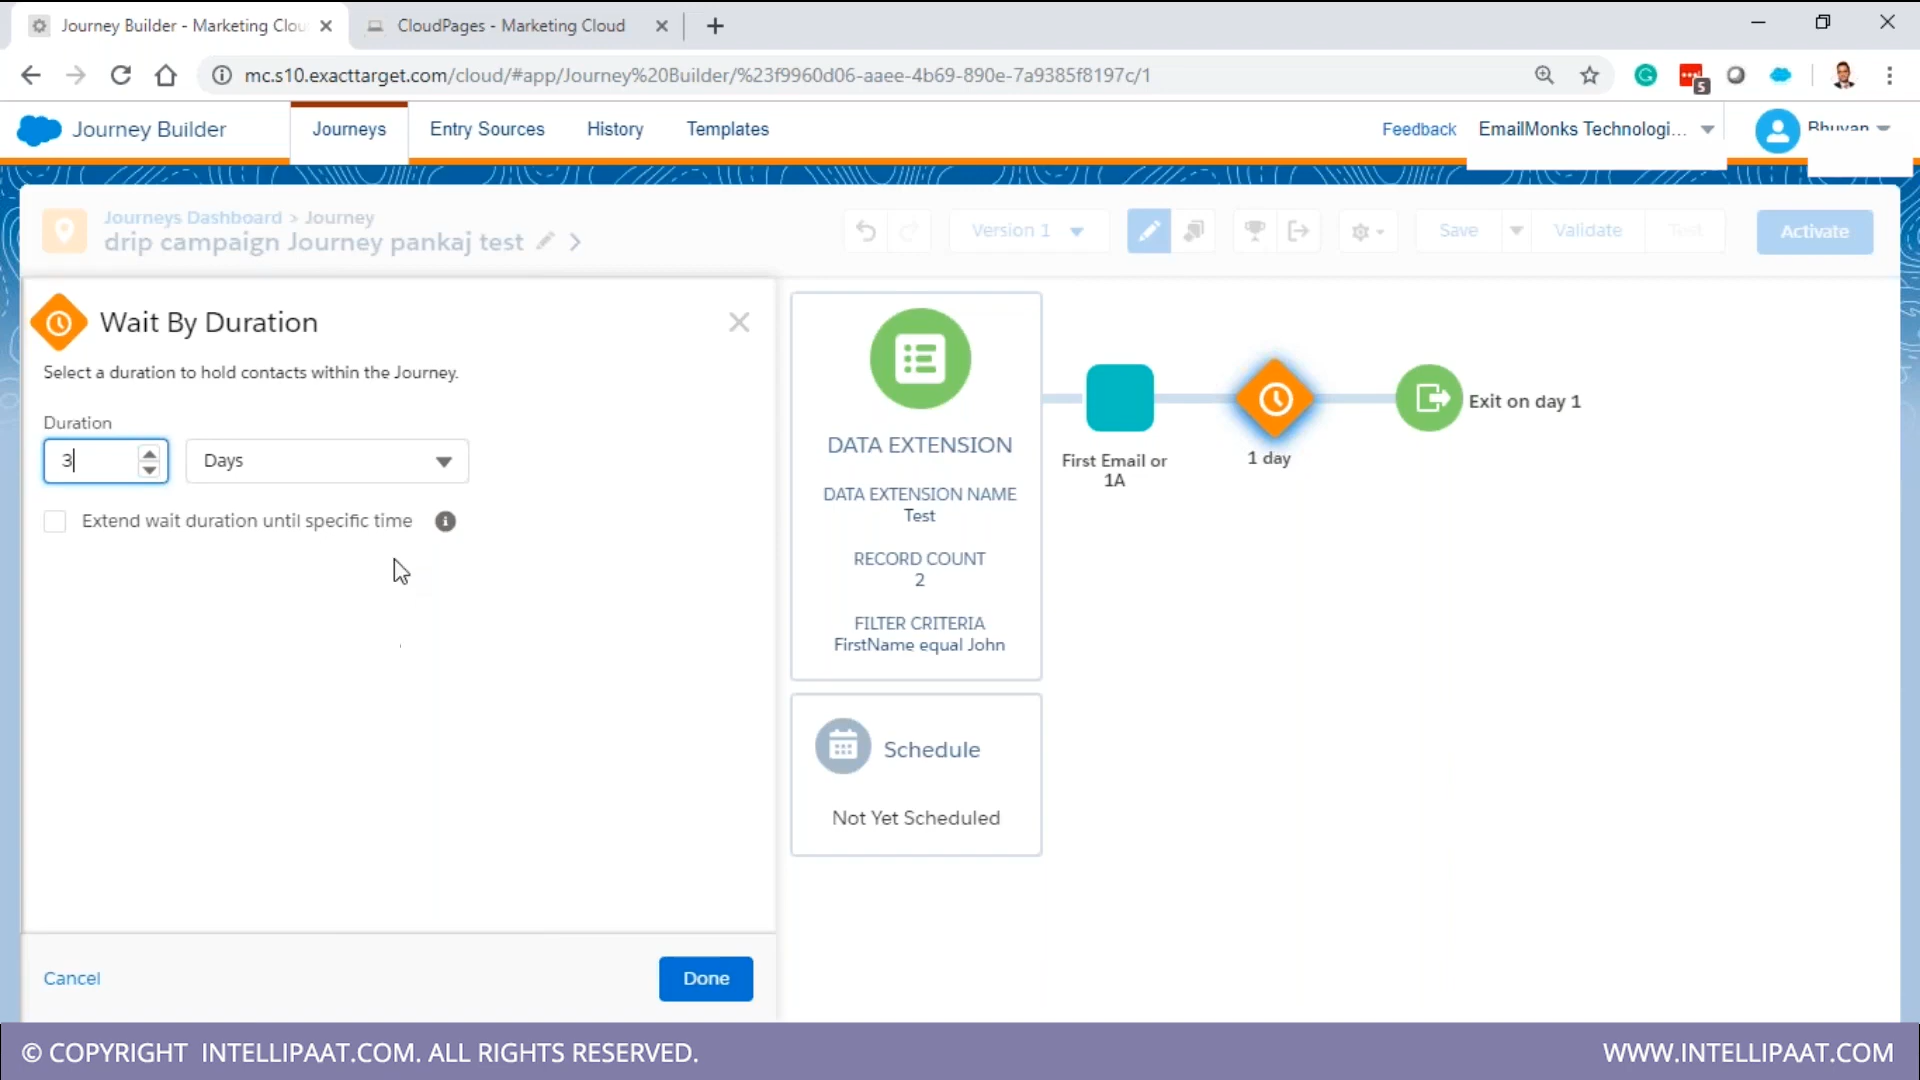 Journey Builder - Marketing Clou
CloudPages - Marketing Cloud
mc.s10.exacttarget.com/cloud/#app/Journey%20Builder/%23f9960d06-aaee-4b69-890e-7a9385f8197c/1
5
Journey Builder
Journeys
Entry Sources
History
Templates
Feedback
EmailMonks Technologi...
Bhuvan
Journeys Dashboard > Journey
drip campaign Journey pankaj test
Version 1
Save
Validate
Test
Activate
Wait By Duration
Select a duration to hold contacts within the Journey.
Duration
3
Days
Extend wait duration until specific time
Cancel
Done
DATA EXTENSION
DATA EXTENSION NAME
Test
RECORD COUNT
2
FILTER CRITERIA
FirstName equal John
Schedule
Not Yet Scheduled
First Email or
1A
1 day
Exit on day 1
© COPYRIGHT INTELLIPAAT.COM. ALL RIGHTS RESERVED.
WWW.INTELLIPAAT.COM